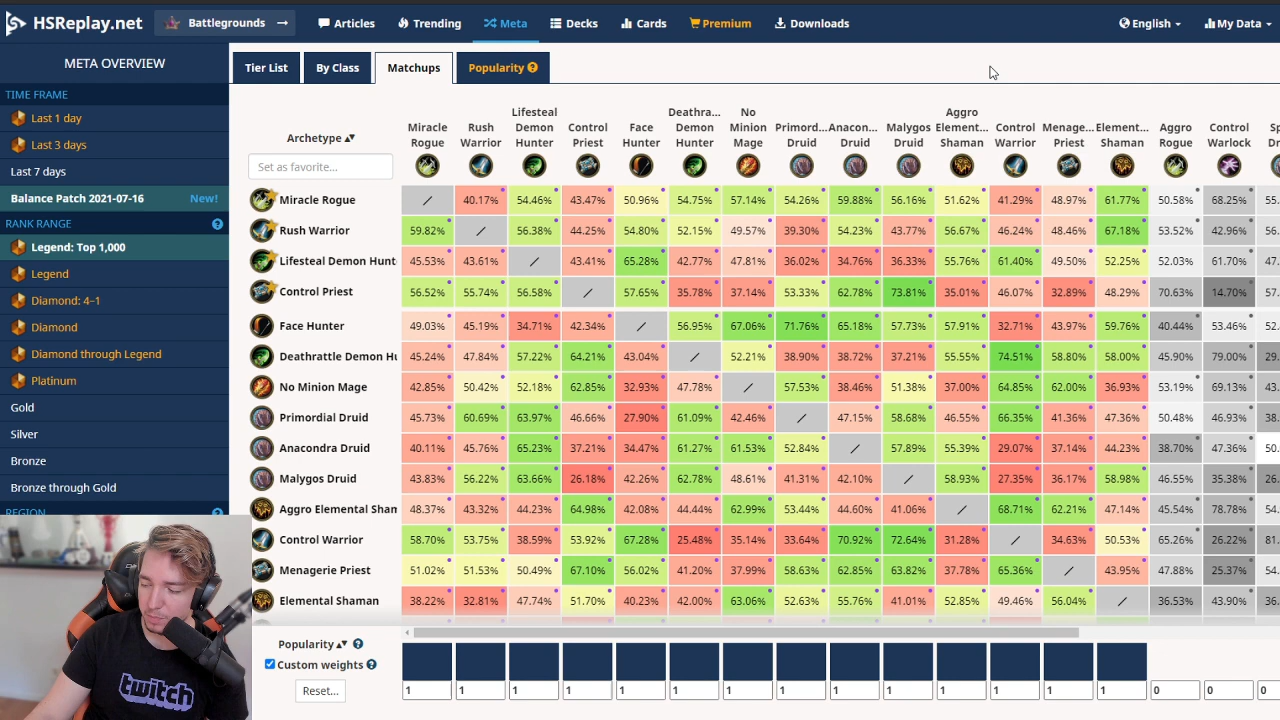 HSReplay.net Battlegrounds → Articles Trending Meta Decks Cards Premium Downloads English My Data
META OVERVIEW
TIME FRAME
Last 1 day
Last 3 days
Last 7 days
Balance Patch 2021-07-16 New!
RANK RANGE ?
Legend: Top 1,000
Legend
Diamond: 4–1
Diamond
Diamond through Legend
Platinum
Gold
Silver
Bronze
Bronze through Gold
REGION ?
Tier List By Class Matchups Popularity ?
Archetype
Set as favorite...
Miracle Rogue
Rush Warrior
Lifesteal Demon Hunter
Control Priest
Face Hunter
Deathra... Demon Hunter
No Minion Mage
Primord... Druid
Anacon... Druid
Malygos Druid
Aggro Element... Shaman
Control Warrior
Menage... Priest
Element... Shaman
Aggro Rogue
Control Warlock
Miracle Rogue / 40.17% 54.46% 43.47% 50.96% 54.75% 57.14% 54.26% 59.88% 56.16% 51.62% 41.29% 48.97% 61.77% 50.58% 68.25% 55.
Rush Warrior 59.82% / 56.38% 44.25% 54.80% 52.15% 49.57% 39.30% 54.23% 43.77% 56.67% 46.24% 48.46% 67.18% 53.52% 42.96% 56.
Lifesteal Demon Hunt 45.53% 43.61% / 43.41% 65.28% 42.77% 47.81% 36.02% 34.76% 36.33% 55.76% 61.40% 49.50% 52.25% 52.03% 61.70% 47.
Control Priest 56.52% 55.74% 56.58% / 57.65% 35.78% 37.14% 53.33% 62.78% 73.81% 35.01% 46.07% 32.89% 48.29% 70.63% 14.70% 57.
Face Hunter 49.03% 45.19% 34.71% 42.34% / 56.95% 67.06% 71.76% 65.18% 57.73% 57.91% 32.71% 43.97% 59.76% 40.44% 53.46% 52.
Deathrattle Demon Hu 45.24% 47.84% 57.22% 64.21% 43.04% / 52.21% 38.90% 38.72% 37.21% 55.55% 74.51% 58.80% 58.00% 45.90% 79.00% 29.
No Minion Mage 42.85% 50.42% 52.18% 62.85% 32.93% 47.78% / 57.53% 38.46% 51.38% 37.00% 64.85% 62.00% 36.93% 53.19% 69.13% 43.
Primordial Druid 45.73% 60.69% 63.97% 46.66% 27.90% 61.09% 42.46% / 47.15% 58.68% 46.55% 66.35% 41.36% 47.36% 50.48% 46.93% 38.
Anacondra Druid 40.11% 45.76% 65.23% 37.21% 34.47% 61.27% 61.53% 52.84% / 57.89% 55.39% 29.07% 37.14% 44.23% 38.70% 47.36% 50.
Malygos Druid 43.83% 56.22% 63.66% 26.18% 42.26% 62.78% 48.61% 41.31% 42.10% / 58.93% 27.35% 36.17% 58.98% 46.55% 35.38% 26.
Aggro Elemental Sham 48.37% 43.32% 44.23% 64.98% 42.08% 44.44% 62.99% 53.44% 44.60% 41.06% / 68.71% 62.21% 47.14% 45.54% 78.78% 54.
Control Warrior 58.70% 53.75% 38.59% 53.92% 67.28% 25.48% 35.14% 33.64% 70.92% 72.64% 31.28% / 34.63% 50.53% 65.26% 26.22% 81.
Menagerie Priest 51.02% 51.53% 50.49% 67.10% 56.02% 41.20% 37.99% 58.63% 62.85% 63.82% 37.78% 65.36% / 43.95% 47.88% 25.37% 54.
Elemental Shaman 38.22% 32.81% 47.74% 51.70% 40.23% 42.00% 63.06% 52.63% 55.76% 41.01% 52.85% 49.46% 56.04% / 36.53% 43.90% 36.
Popularity ?
Custom weights ?
Reset... 1 1 1 1 1 1 1 1 1 1 1 1 1 1 0 0 0
twitch